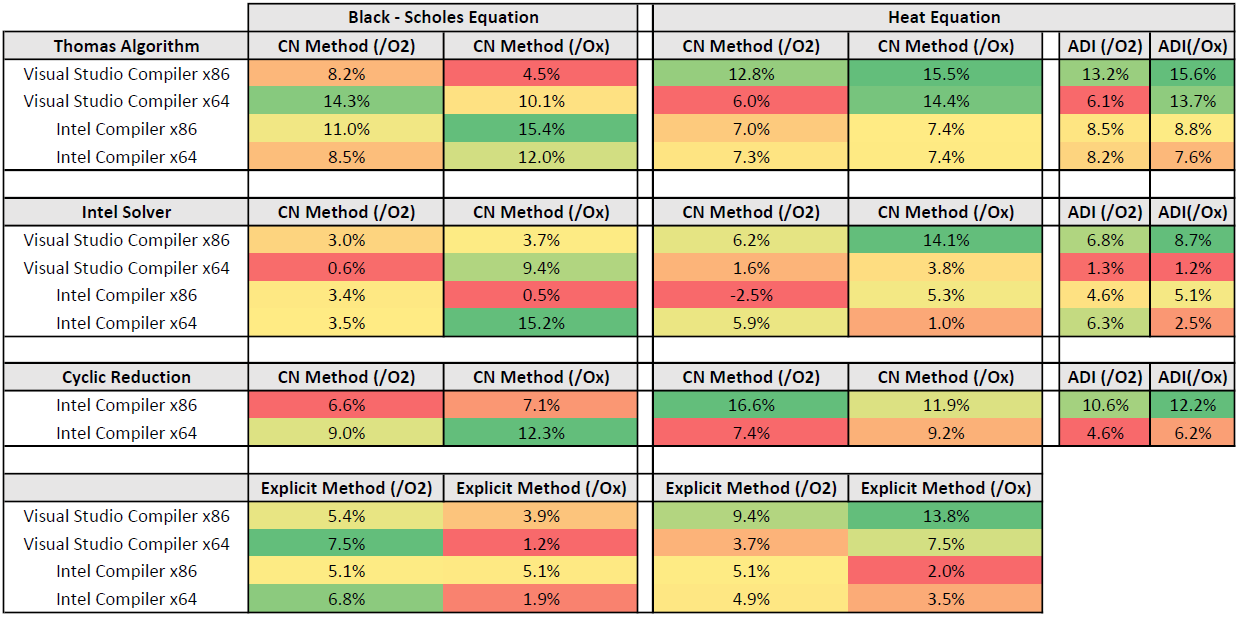 Black - Scholes Equation Heat Equation
Thomas Algorithm CN Method (/O2) CN Method (/Ox) CN Method (/O2) CN Method (/Ox) ADI (/O2) ADI(/Ox)
Visual Studio Compiler x86 8.2% 4.5% 12.8% 15.5% 13.2% 15.6%
Visual Studio Compiler x64 14.3% 10.1% 6.0% 14.4% 6.1% 13.7%
Intel Compiler x86 11.0% 15.4% 7.0% 7.4% 8.5% 8.8%
Intel Compiler x64 8.5% 12.0% 7.3% 7.4% 8.2% 7.6%
Intel Solver CN Method (/O2) CN Method (/Ox) CN Method (/O2) CN Method (/Ox) ADI (/O2) ADI(/Ox)
Visual Studio Compiler x86 3.0% 3.7% 6.2% 14.1% 6.8% 8.7%
Visual Studio Compiler x64 0.6% 9.4% 1.6% 3.8% 1.3% 1.2%
Intel Compiler x86 3.4% 0.5% -2.5% 5.3% 4.6% 5.1%
Intel Compiler x64 3.5% 15.2% 5.9% 1.0% 6.3% 2.5%
Cyclic Reduction CN Method (/O2) CN Method (/Ox) CN Method (/O2) CN Method (/Ox) ADI (/O2) ADI(/Ox)
Intel Compiler x86 6.6% 7.1% 16.6% 11.9% 10.6% 12.2%
Intel Compiler x64 9.0% 12.3% 7.4% 9.2% 4.6% 6.2%
Explicit Method (/O2) Explicit Method (/Ox) Explicit Method (/O2) Explicit Method (/Ox)
Visual Studio Compiler x86 5.4% 3.9% 9.4% 13.8%
Visual Studio Compiler x64 7.5% 1.2% 3.7% 7.5%
Intel Compiler x86 5.1% 5.1% 5.1% 2.0%
Intel Compiler x64 6.8% 1.9% 4.9% 3.5%